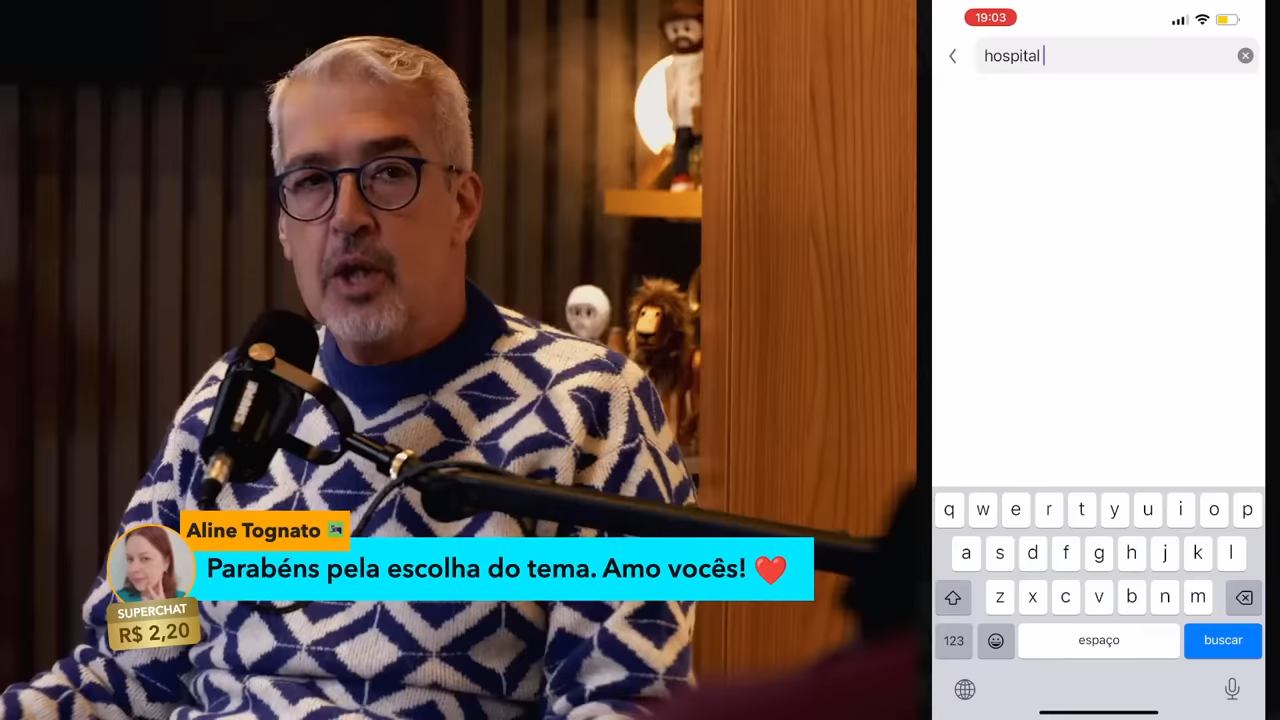 Aline Tognato
Parabéns pela escolha do tema. Amo vocês! ❤️
SUPERCHAT
R$ 2,20
19:03
hospital
q w e r t y u i o p
a s d f g h j k l
z x c v b n m
123 espaço buscar